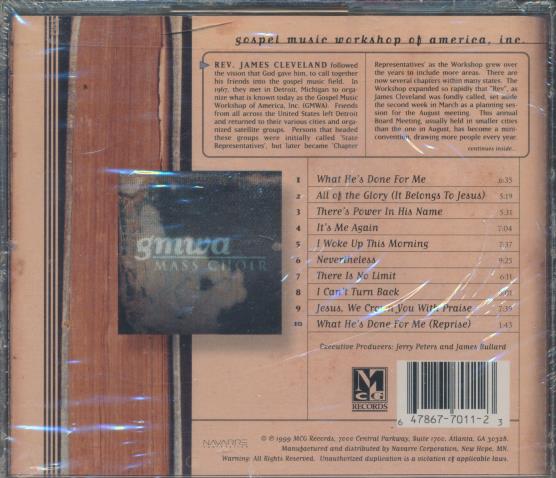 gospel music workshop of america, inc.
REV. JAMES CLEVELAND followed
the vision that God gave him, to call together
his friends into the gospel music field. In
1967, they met in Detroit, Michigan to orga-
nize what is known today as the Gospel Music
Workshop of America, Inc. (GMWA). Friends
from all across the United States left Detroit
and returned to their various cities and orga-
nized satellite groups. Persons that headed
these groups were initially called 'State
Representatives', but later became 'Chapter
Representatives' as the Workshop grew over
the years to include more areas. There are
now several chapters within many states. The
Workshop expanded so rapidly that "Rev", as
James Cleveland was fondly called, set aside
the second week in March as a planning ses-
sion for the August meeting. This annual
Board Meeting, usually held in smaller cities
than the one in August, has become a mini-
convention, drawing more people every year.
continues inside...
1 What He's Done For Me .6:35
2 All of the Glory (It Belongs To Jesus) 5:19
3 There's Power In His Name 5:31
4 It's Me Again 7:04
5 I Woke Up This Morning 7:37
6 Nevertheless 9:25
7 There Is No Limit 6:11
8 I Can't Turn Back
9 Jesus, We Crown You With Praise 7:39
10 What He's Done For Me (Reprise) 1:43
gmwa
MASS CHOIR
Executive Producers: Jerry Peters and James Bullard
MCG
RECORDS
6 47867-7011-2 3
NAVARRE
CORPORATION
© ℗ 1999 MCG Records, 7000 Central Parkway, Suite 1700, Atlanta, GA 30328.
Manufactured and distributed by Navarre Corporation, New Hope, MN.
Warning: All Rights Reserved. Unauthorized duplication is a violation of applicable laws.